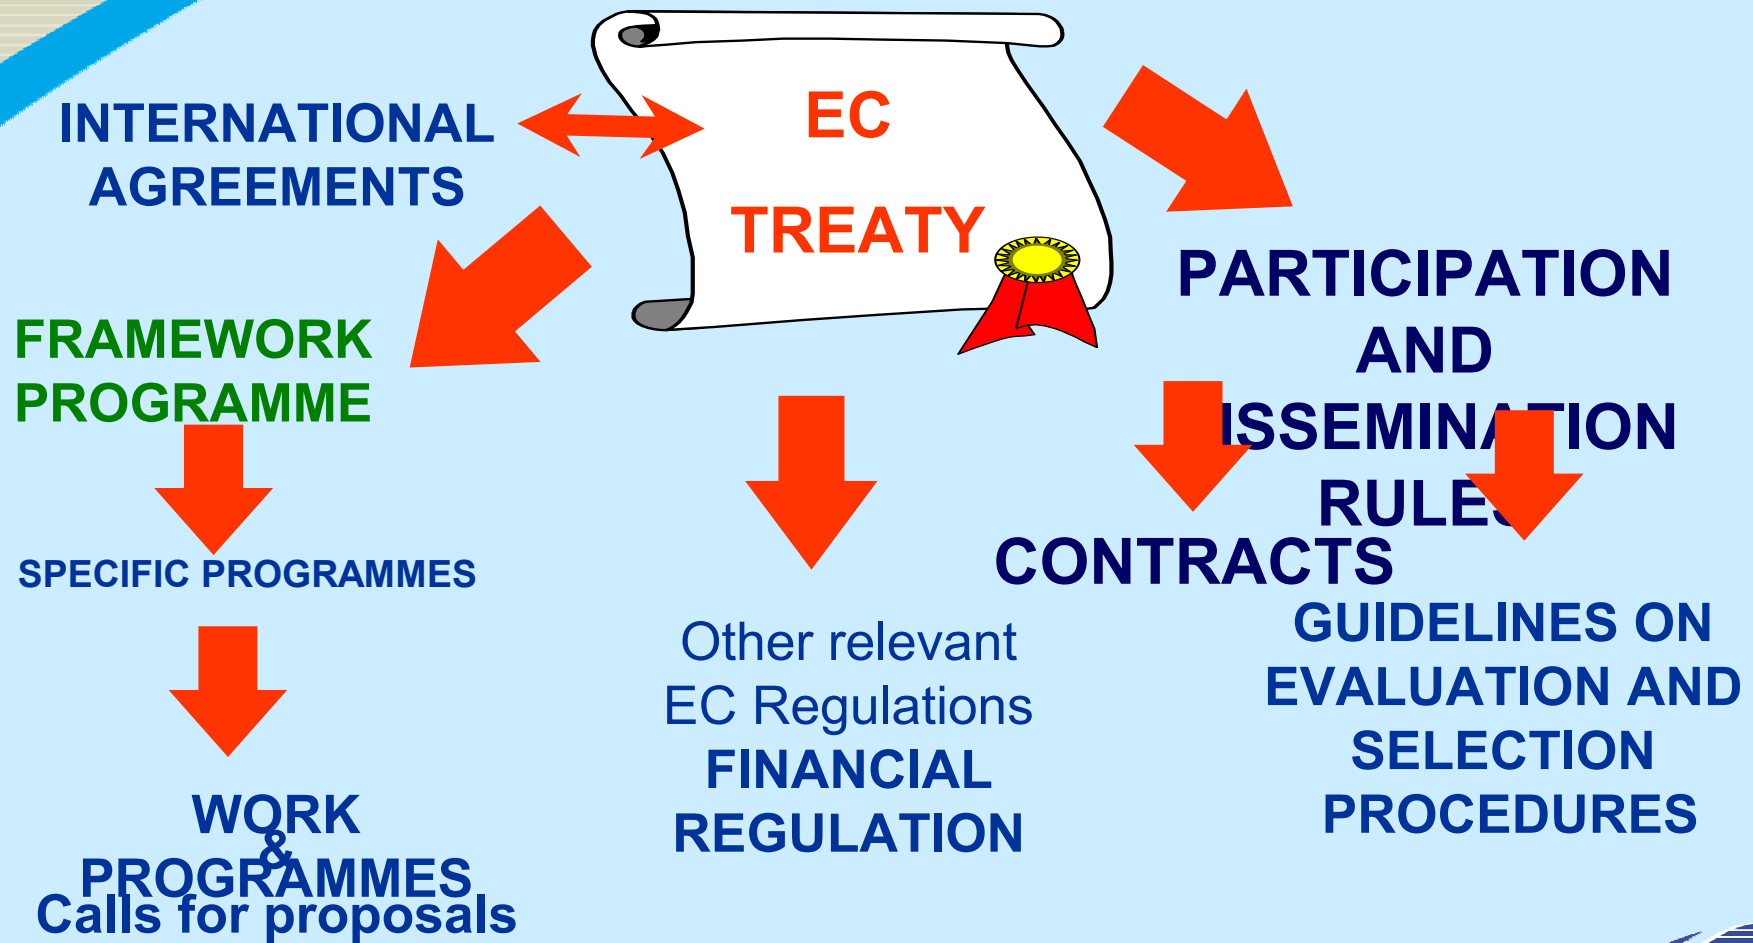 EC
TREATY
INTERNATIONAL
AGREEMENTS
FRAMEWORK
PROGRAMME
SPECIFIC PROGRAMMES
WORK
&
PROGRAMMES
Calls for proposals
Other relevant
EC Regulations
FINANCIAL
REGULATION
PARTICIPATION
AND
ISSEMINATION
RULES
CONTRACTS
GUIDELINES ON
EVALUATION AND
SELECTION
PROCEDURES